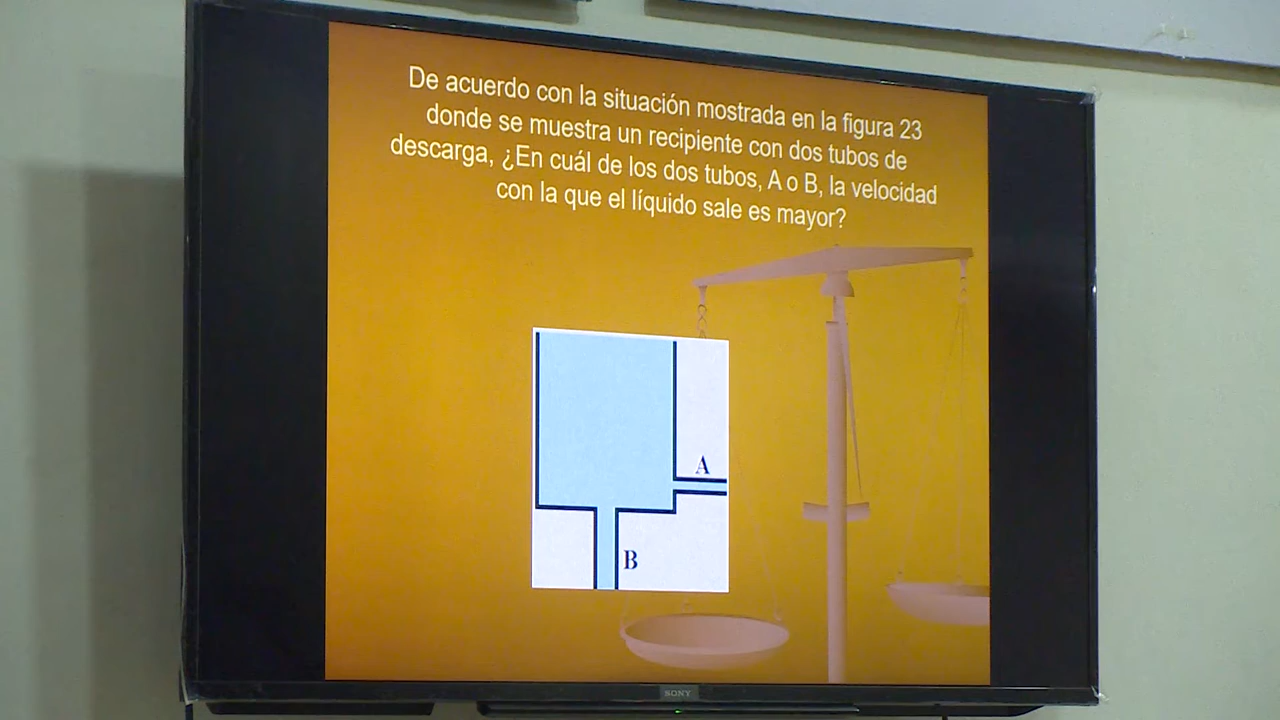 De acuerdo con la situación mostrada en la figura 23
donde se muestra un recipiente con dos tubos de
descarga, ¿En cuál de los dos tubos, A o B, la velocidad
con la que el líquido sale es mayor?
A
B
SONY